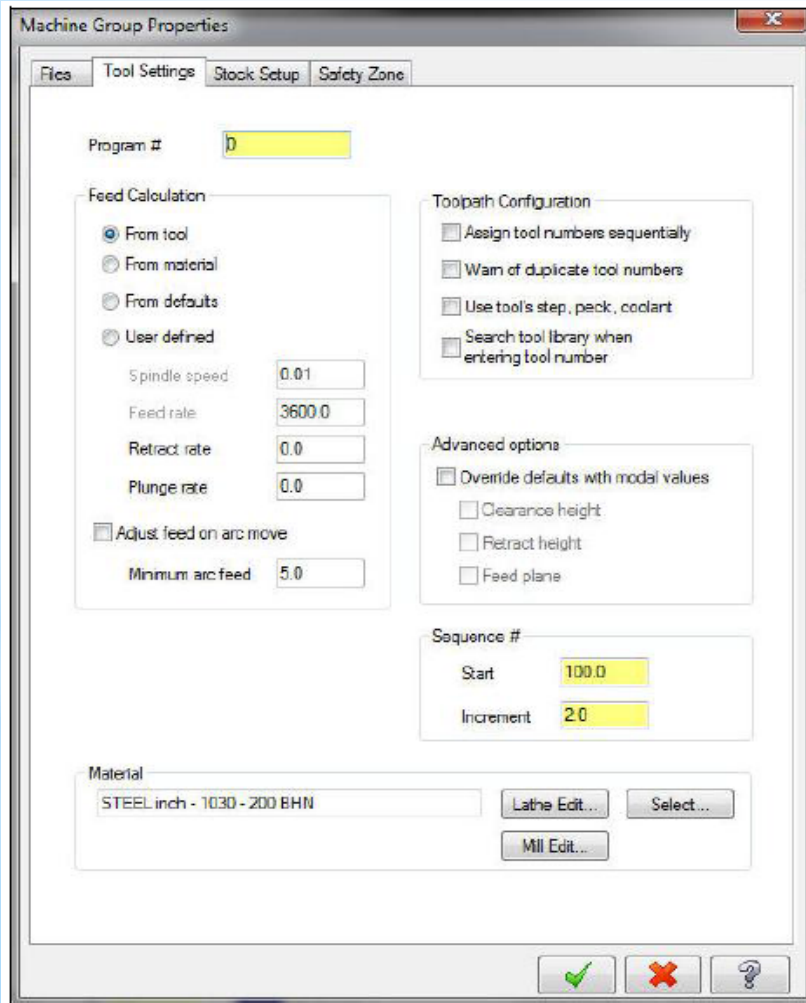 Machine Group Properties
Files Tool Settings Stock Setup Safety Zone
Program # 0
Feed Calculation
From tool
From material
From defaults
User defined
Spindle speed 0.01
Feed rate 3600.0
Retract rate 0.0
Plunge rate 0.0
Adjust feed on arc move
Minimum arc feed 5.0
Toolpath Configuration
Assign tool numbers sequentially
Warn of duplicate tool numbers
Use tool's step, peck, coolant
Search tool library when
entering tool number
Advanced options
Override defaults with modal values
Clearance height
Retract height
Feed plane
Sequence #
Start 100.0
Increment 2.0
Material
STEEL inch - 1030 - 200 BHN Lathe Edit... Select...
Mill Edit...